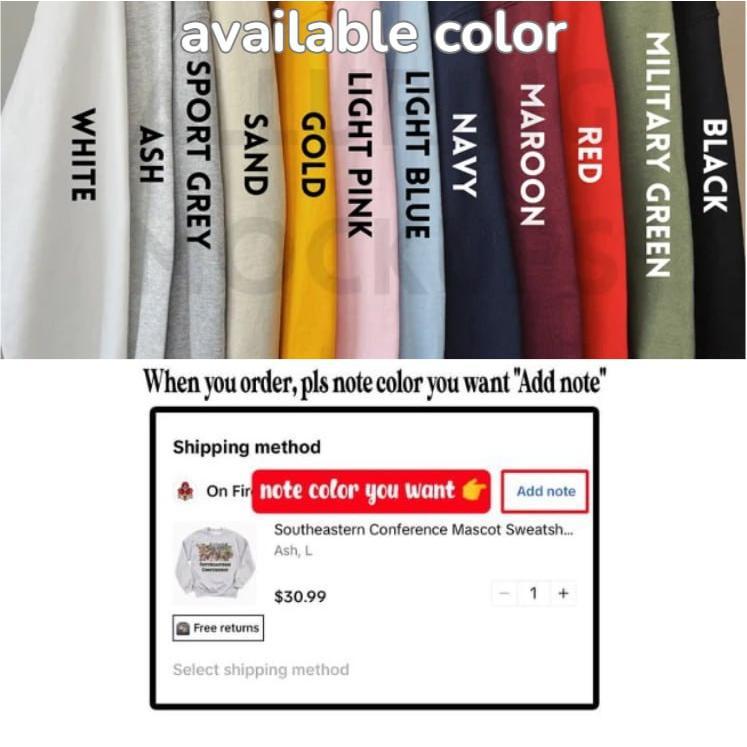 available color
WHITE
ASH
SPORT GREY
SAND
GOLD
LIGHT PINK
LIGHT BLUE
NAVY
MAROON
RED
MILITARY GREEN
BLACK
When you order, pls note color you want "Add note"
Shipping method
On Fir
note color you want
Add note
Southeastern Conference Mascot Sweatsh...
Ash, L
$30.99
− 1 +
Free returns
Select shipping method